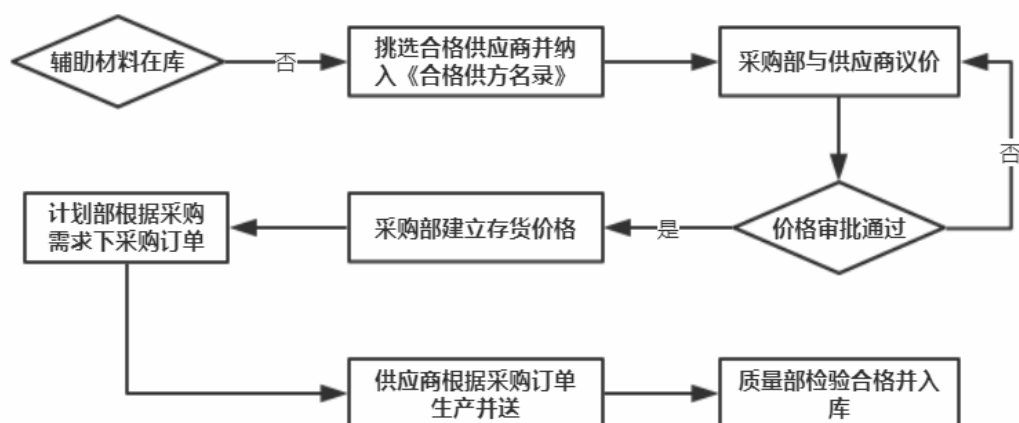 辅助材料在库
否
挑选合格供应商并纳
入《合格供方名录》
采购部与供应商议价
否
计划部根据采购
需求下采购订单
采购部建立存货价格
是
价格审批通过
供应商根据采购订单
生产并送
质量部检验合格并入
库